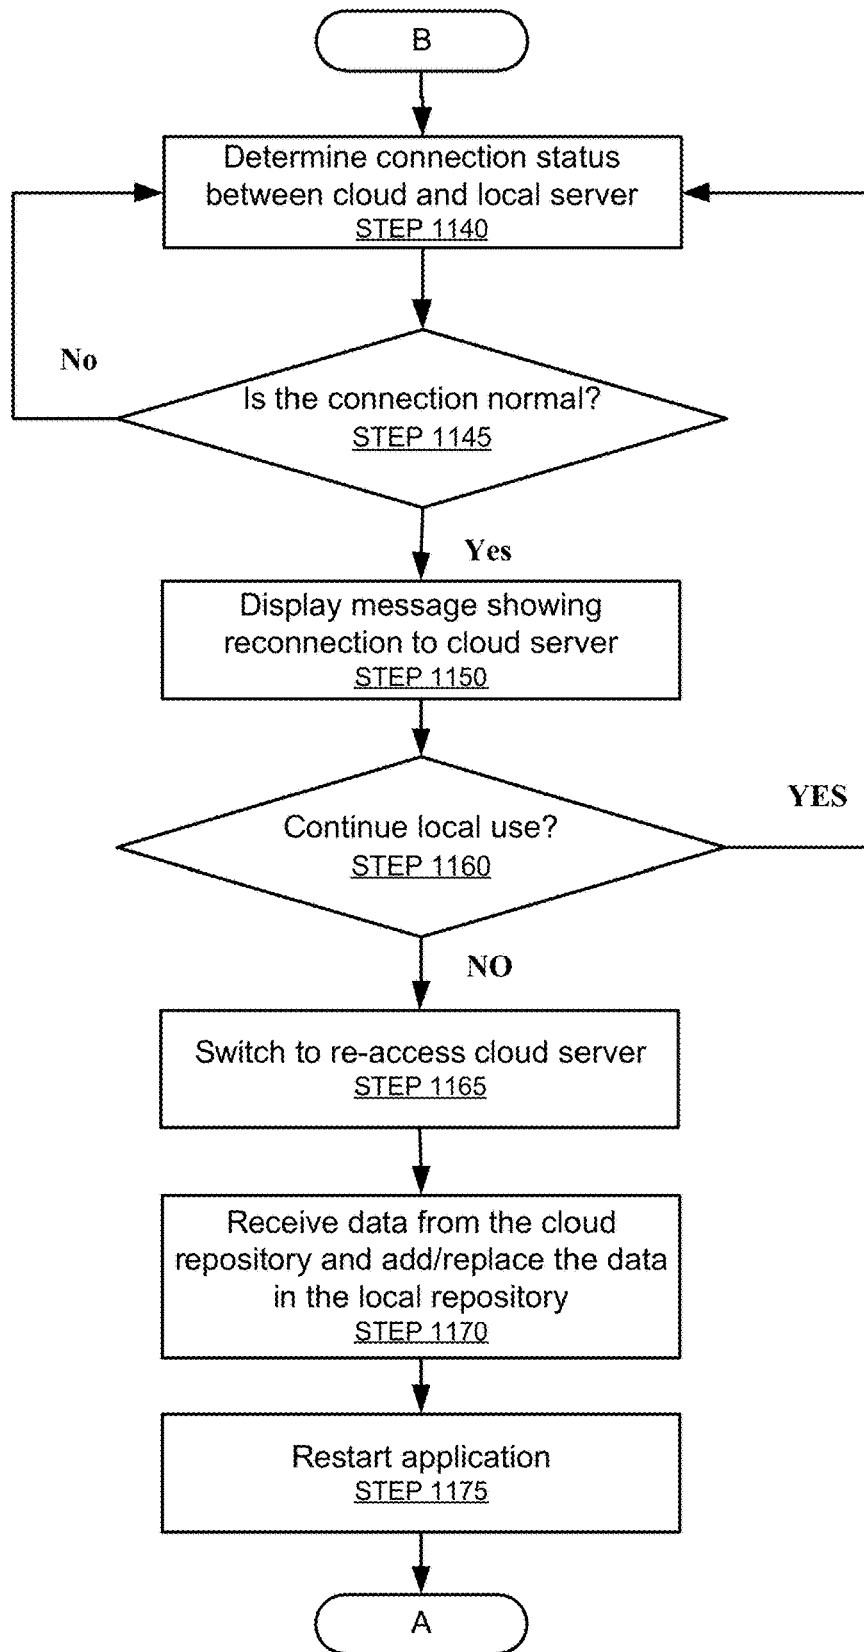 B
Determine connection status
between cloud and local server
STEP 1140
No
Is the connection normal?
STEP 1145
Yes
Display message showing
reconnection to cloud server
STEP 1150
YES
Continue local use?
STEP 1160
NO
Switch to re-access cloud server
STEP 1165
Receive data from the cloud
repository and add/replace the data
in the local repository
STEP 1170
Restart application
STEP 1175
A